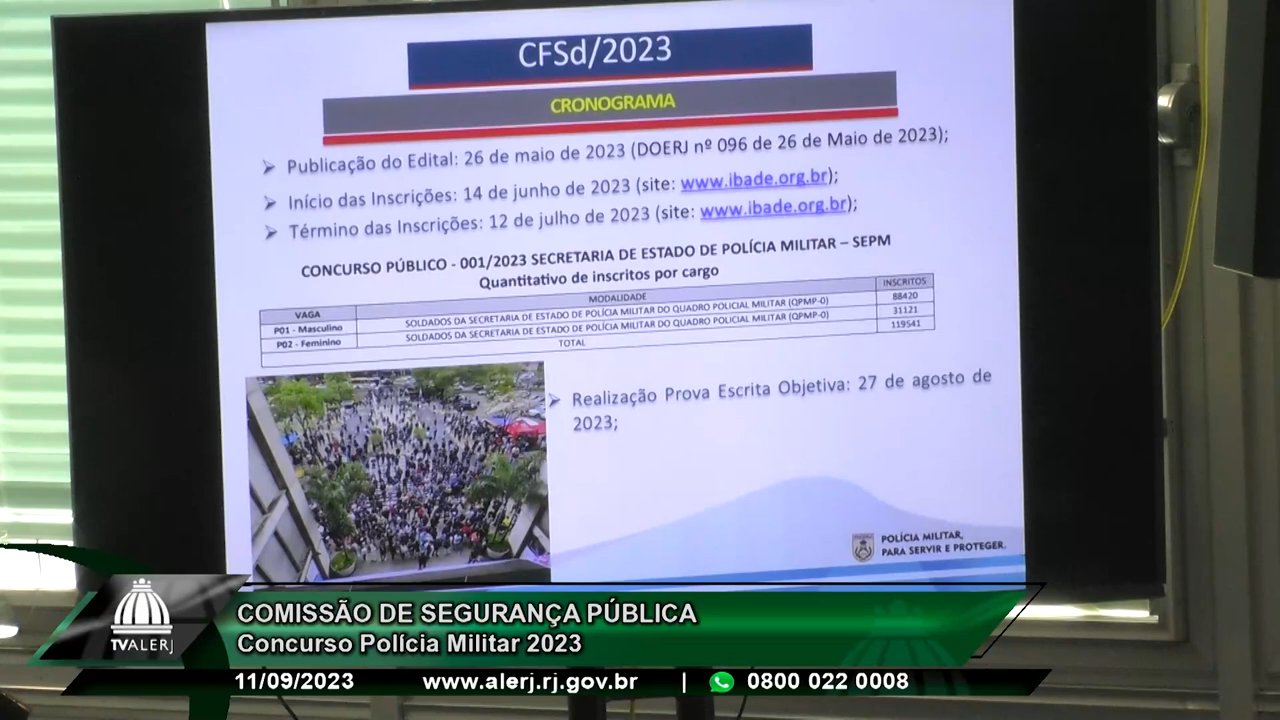 CFSd/2023
CRONOGRAMA
➢ Publicação do Edital: 26 de maio de 2023 (DOERJ nº 096 de 26 de Maio de 2023);
➢ Início das Inscrições: 14 de junho de 2023 (site: www.ibade.org.br);
➢ Término das Inscrições: 12 de julho de 2023 (site: www.ibade.org.br);
CONCURSO PÚBLICO - 001/2023 SECRETARIA DE ESTADO DE POLÍCIA MILITAR – SEPM
Quantitativo de inscritos por cargo
VAGA MODALIDADE INSCRITOS
P01 - Masculino SOLDADOS DA SECRETARIA DE ESTADO DE POLÍCIA MILITAR DO QUADRO POLICIAL MILITAR (QPMP-0) 88420
P02 - Feminino SOLDADOS DA SECRETARIA DE ESTADO DE POLÍCIA MILITAR DO QUADRO POLICIAL MILITAR (QPMP-0) 31121
TOTAL 119541
➢ Realização Prova Escrita Objetiva: 27 de agosto de
2023;
POLÍCIA MILITAR,
PARA SERVIR E PROTEGER.
COMISSÃO DE SEGURANÇA PÚBLICA
Concurso Polícia Militar 2023
TVALERJ
11/09/2023 www.alerj.rj.gov.br | 0800 022 0008